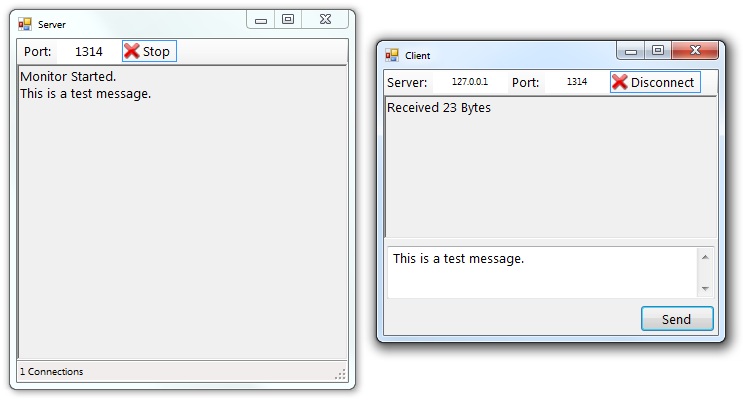 Server
Port: 1314 Stop
Monitor Started.
This is a test message.
1 Connections
Client
Server: 127.0.0.1 Port: 1314 Disconnect
Received 23 Bytes
This is a test message.
Send